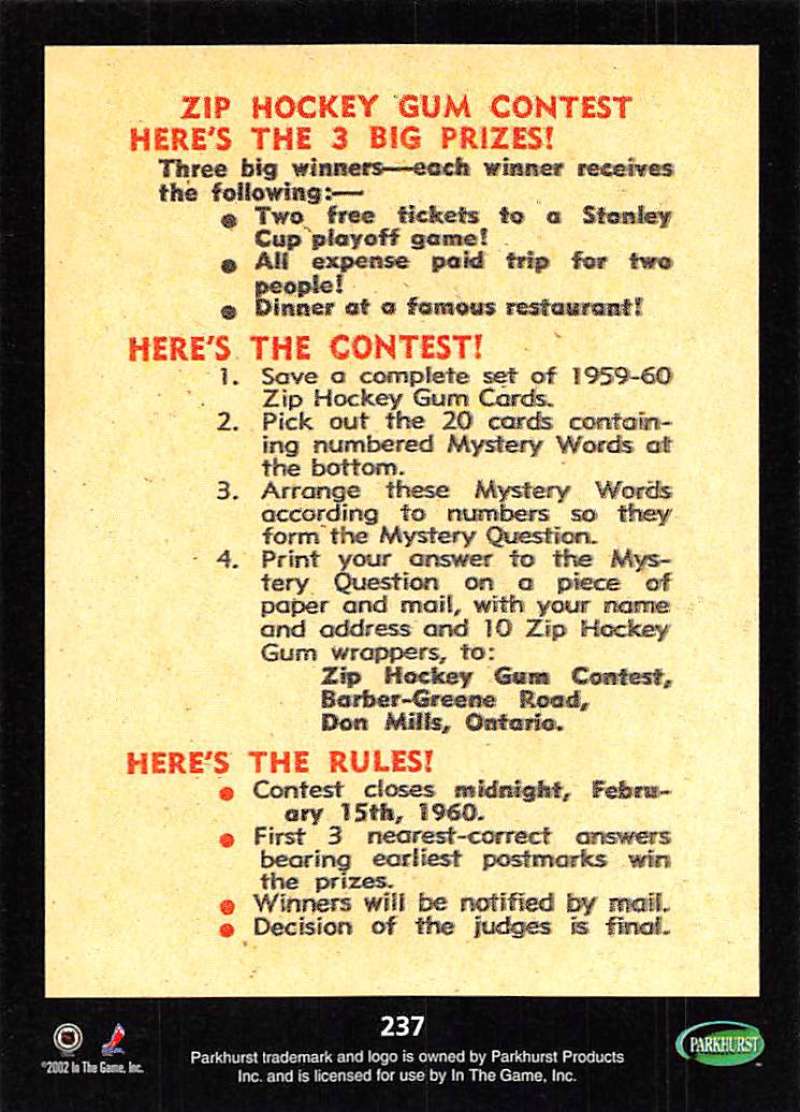 ZIP HOCKEY GUM CONTEST
HERE'S THE 3 BIG PRIZES!
Three big winners—each winner receives
the following:—
● Two free tickets to a Stanley
Cup playoff game!
● All expense paid trip for two
people!
● Dinner at a famous restaurant!
HERE'S THE CONTEST!
1. Save a complete set of 1959-60
Zip Hockey Gum Cards.
2. Pick out the 20 cards contain-
ing numbered Mystery Words at
the bottom.
3. Arrange these Mystery Words
according to numbers so they
form the Mystery Question.
4. Print your answer to the Mys-
tery Question on a piece of
paper and mail, with your name
and address and 10 Zip Hockey
Gum wrappers, to:
Zip Hockey Gum Contest,
Barber-Greene Road,
Don Mills, Ontario.
HERE'S THE RULES!
● Contest closes midnight, Febru-
ary 15th, 1960.
● First 3 nearest-correct answers
bearing earliest postmarks win
the prizes.
● Winners will be notified by mail.
● Decision of the judges is final.
237
©2002 In The Game, Inc.
Parkhurst trademark and logo is owned by Parkhurst Products
Inc. and is licensed for use by In The Game, Inc.
PARKHURST